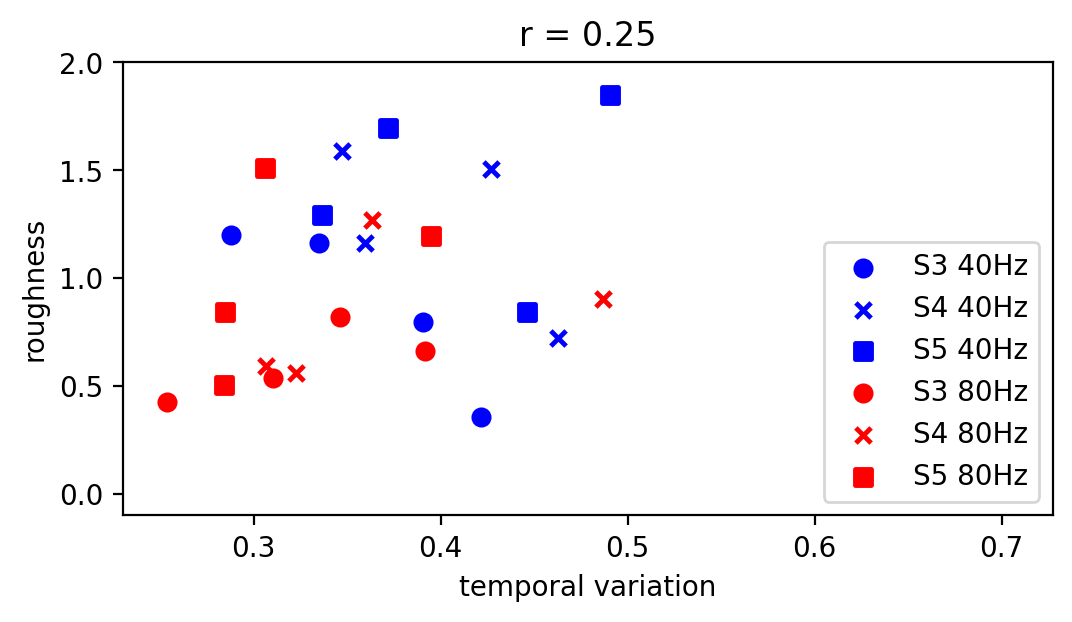 r = 0.25
2.0
1.5
1.0
0.5
0.0
roughness
S3 40Hz
S4 40Hz
S5 40Hz
S3 80Hz
S4 80Hz
S5 80Hz
0.3 0.4 0.5 0.6 0.7
temporal variation